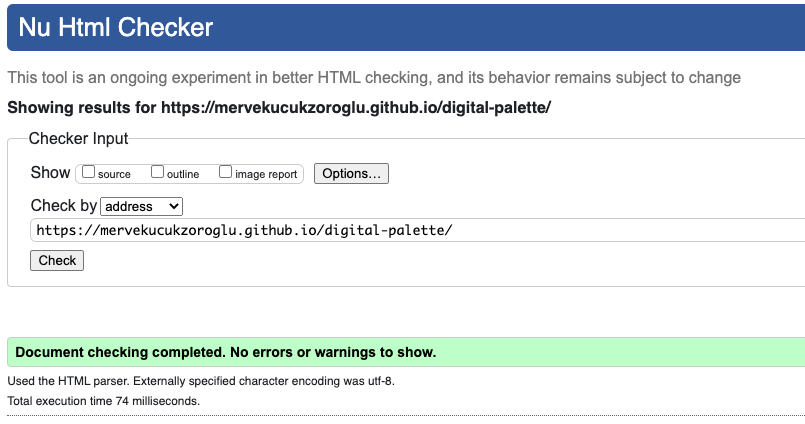 Nu Html Checker
This tool is an ongoing experiment in better HTML checking, and its behavior remains subject to change
Showing results for https://mervekucukzoroglu.github.io/digital-palette/
Checker Input
Show source outline image report Options...
Check by address
https://mervekucukzoroglu.github.io/digital-palette/
Check
Document checking completed. No errors or warnings to show.
Used the HTML parser. Externally specified character encoding was utf-8.
Total execution time 74 milliseconds.